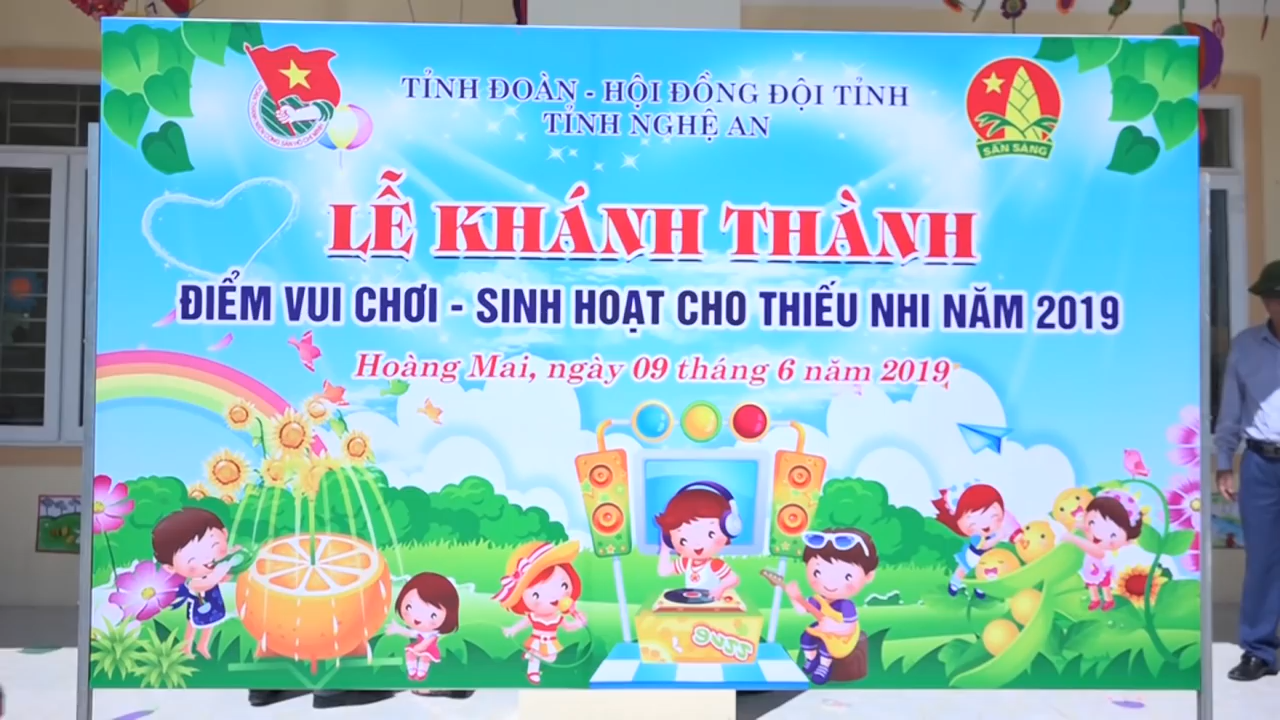 TỈNH ĐOÀN - HỘI ĐỒNG ĐỘI TỈNH
TỈNH NGHỆ AN
SẴN SÀNG
LỄ KHÁNH THÀNH
ĐIỂM VUI CHƠI - SINH HOẠT CHO THIẾU NHI NĂM 2019
Hoàng Mai, ngày 09 tháng 6 năm 2019